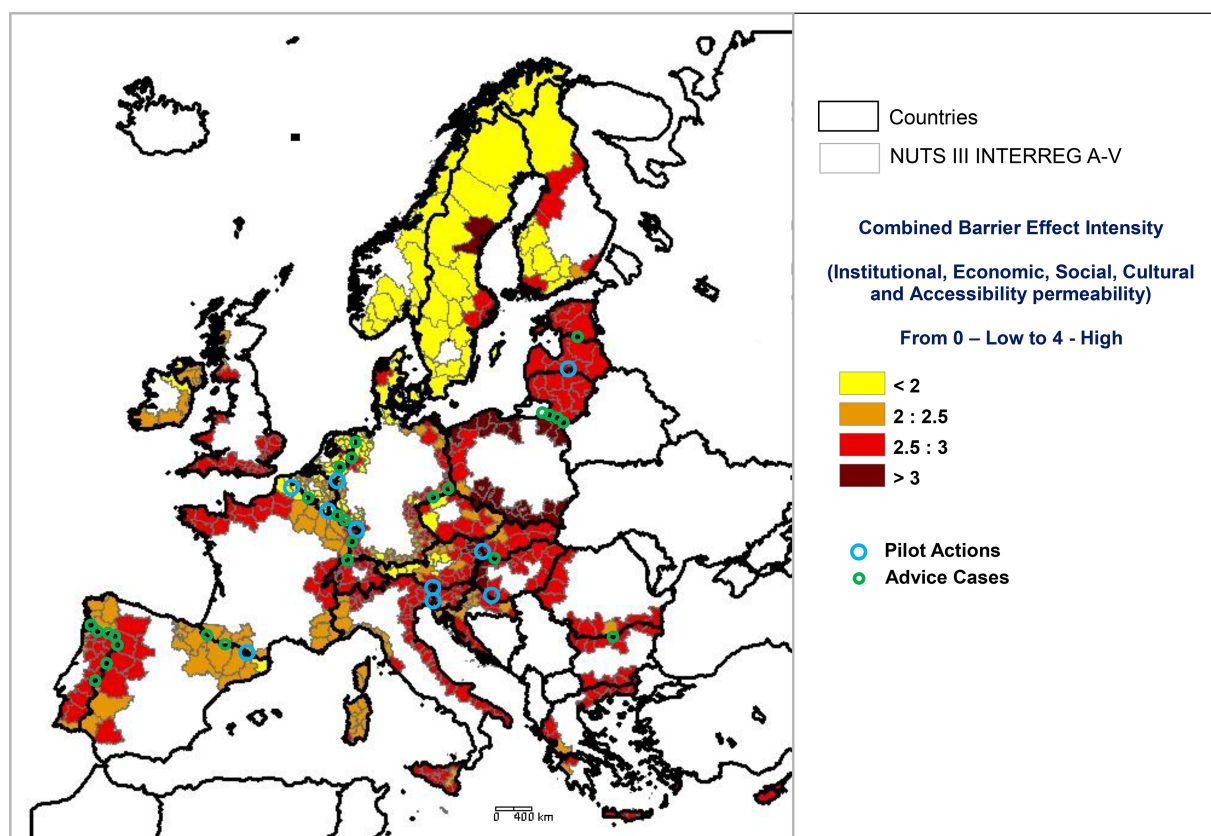 Countries
NUTS III INTERREG A-V
Combined Barrier Effect Intensity
(Institutional, Economic, Social, Cultural
and Accessibility permeability)
From 0 – Low to 4 - High
< 2
2 : 2.5
2.5 : 3
> 3
Pilot Actions
Advice Cases
0 400 km